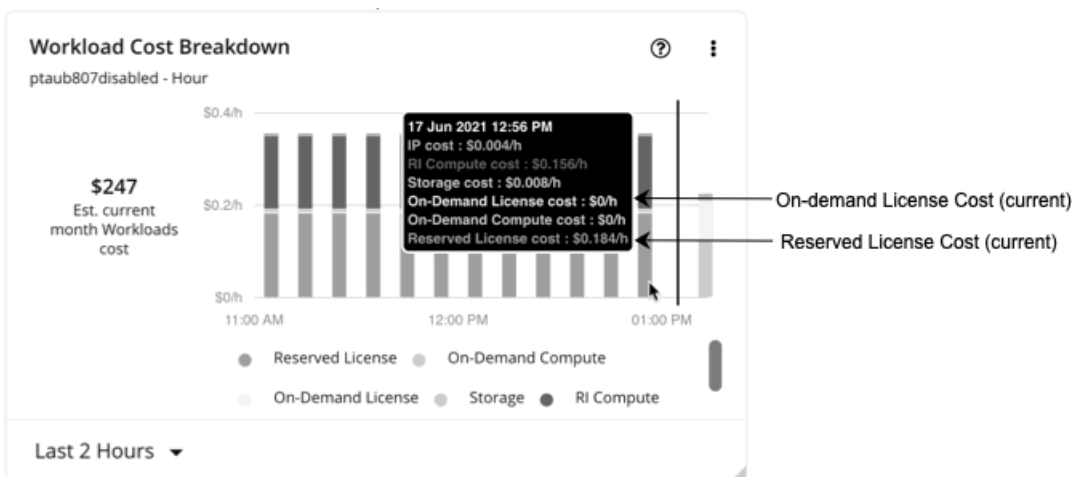 Workload Cost Breakdown
ptaub807disabled - Hour
$0.4/h
17 Jun 2021 12:56 PM
IP cost : $0.004/h
RI Compute cost : $0.156/h
Storage cost : $0.008/h
On-Demand License cost : $0/h
On-Demand Compute cost : $0/h
Reserved License cost : $0.184/h
On-demand License Cost (current)
Reserved License Cost (current)
$247
Est. current
month Workloads
cost
$0.2/h
$0/h
11:00 AM 12:00 PM 01:00 PM
Reserved License On-Demand Compute
On-Demand License Storage RI Compute
Last 2 Hours